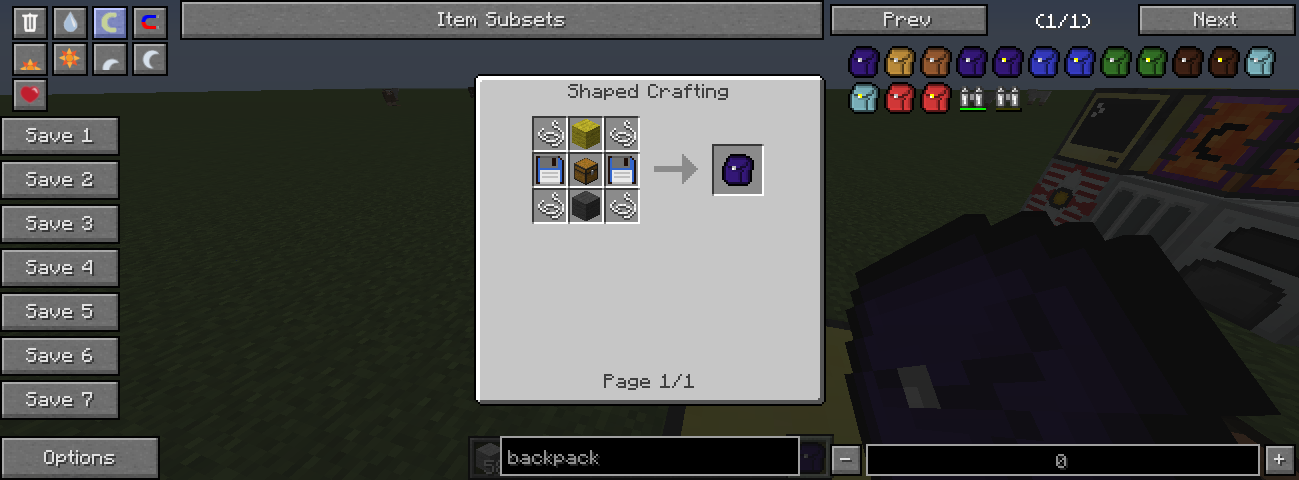 Item Subsets
Prev
(1/1)
Next
Shaped Crafting
Save 1
Save 2
Save 3
Save 4
Save 5
Save 6
Save 7
Page 1/1
Options
backpack
-
0
+